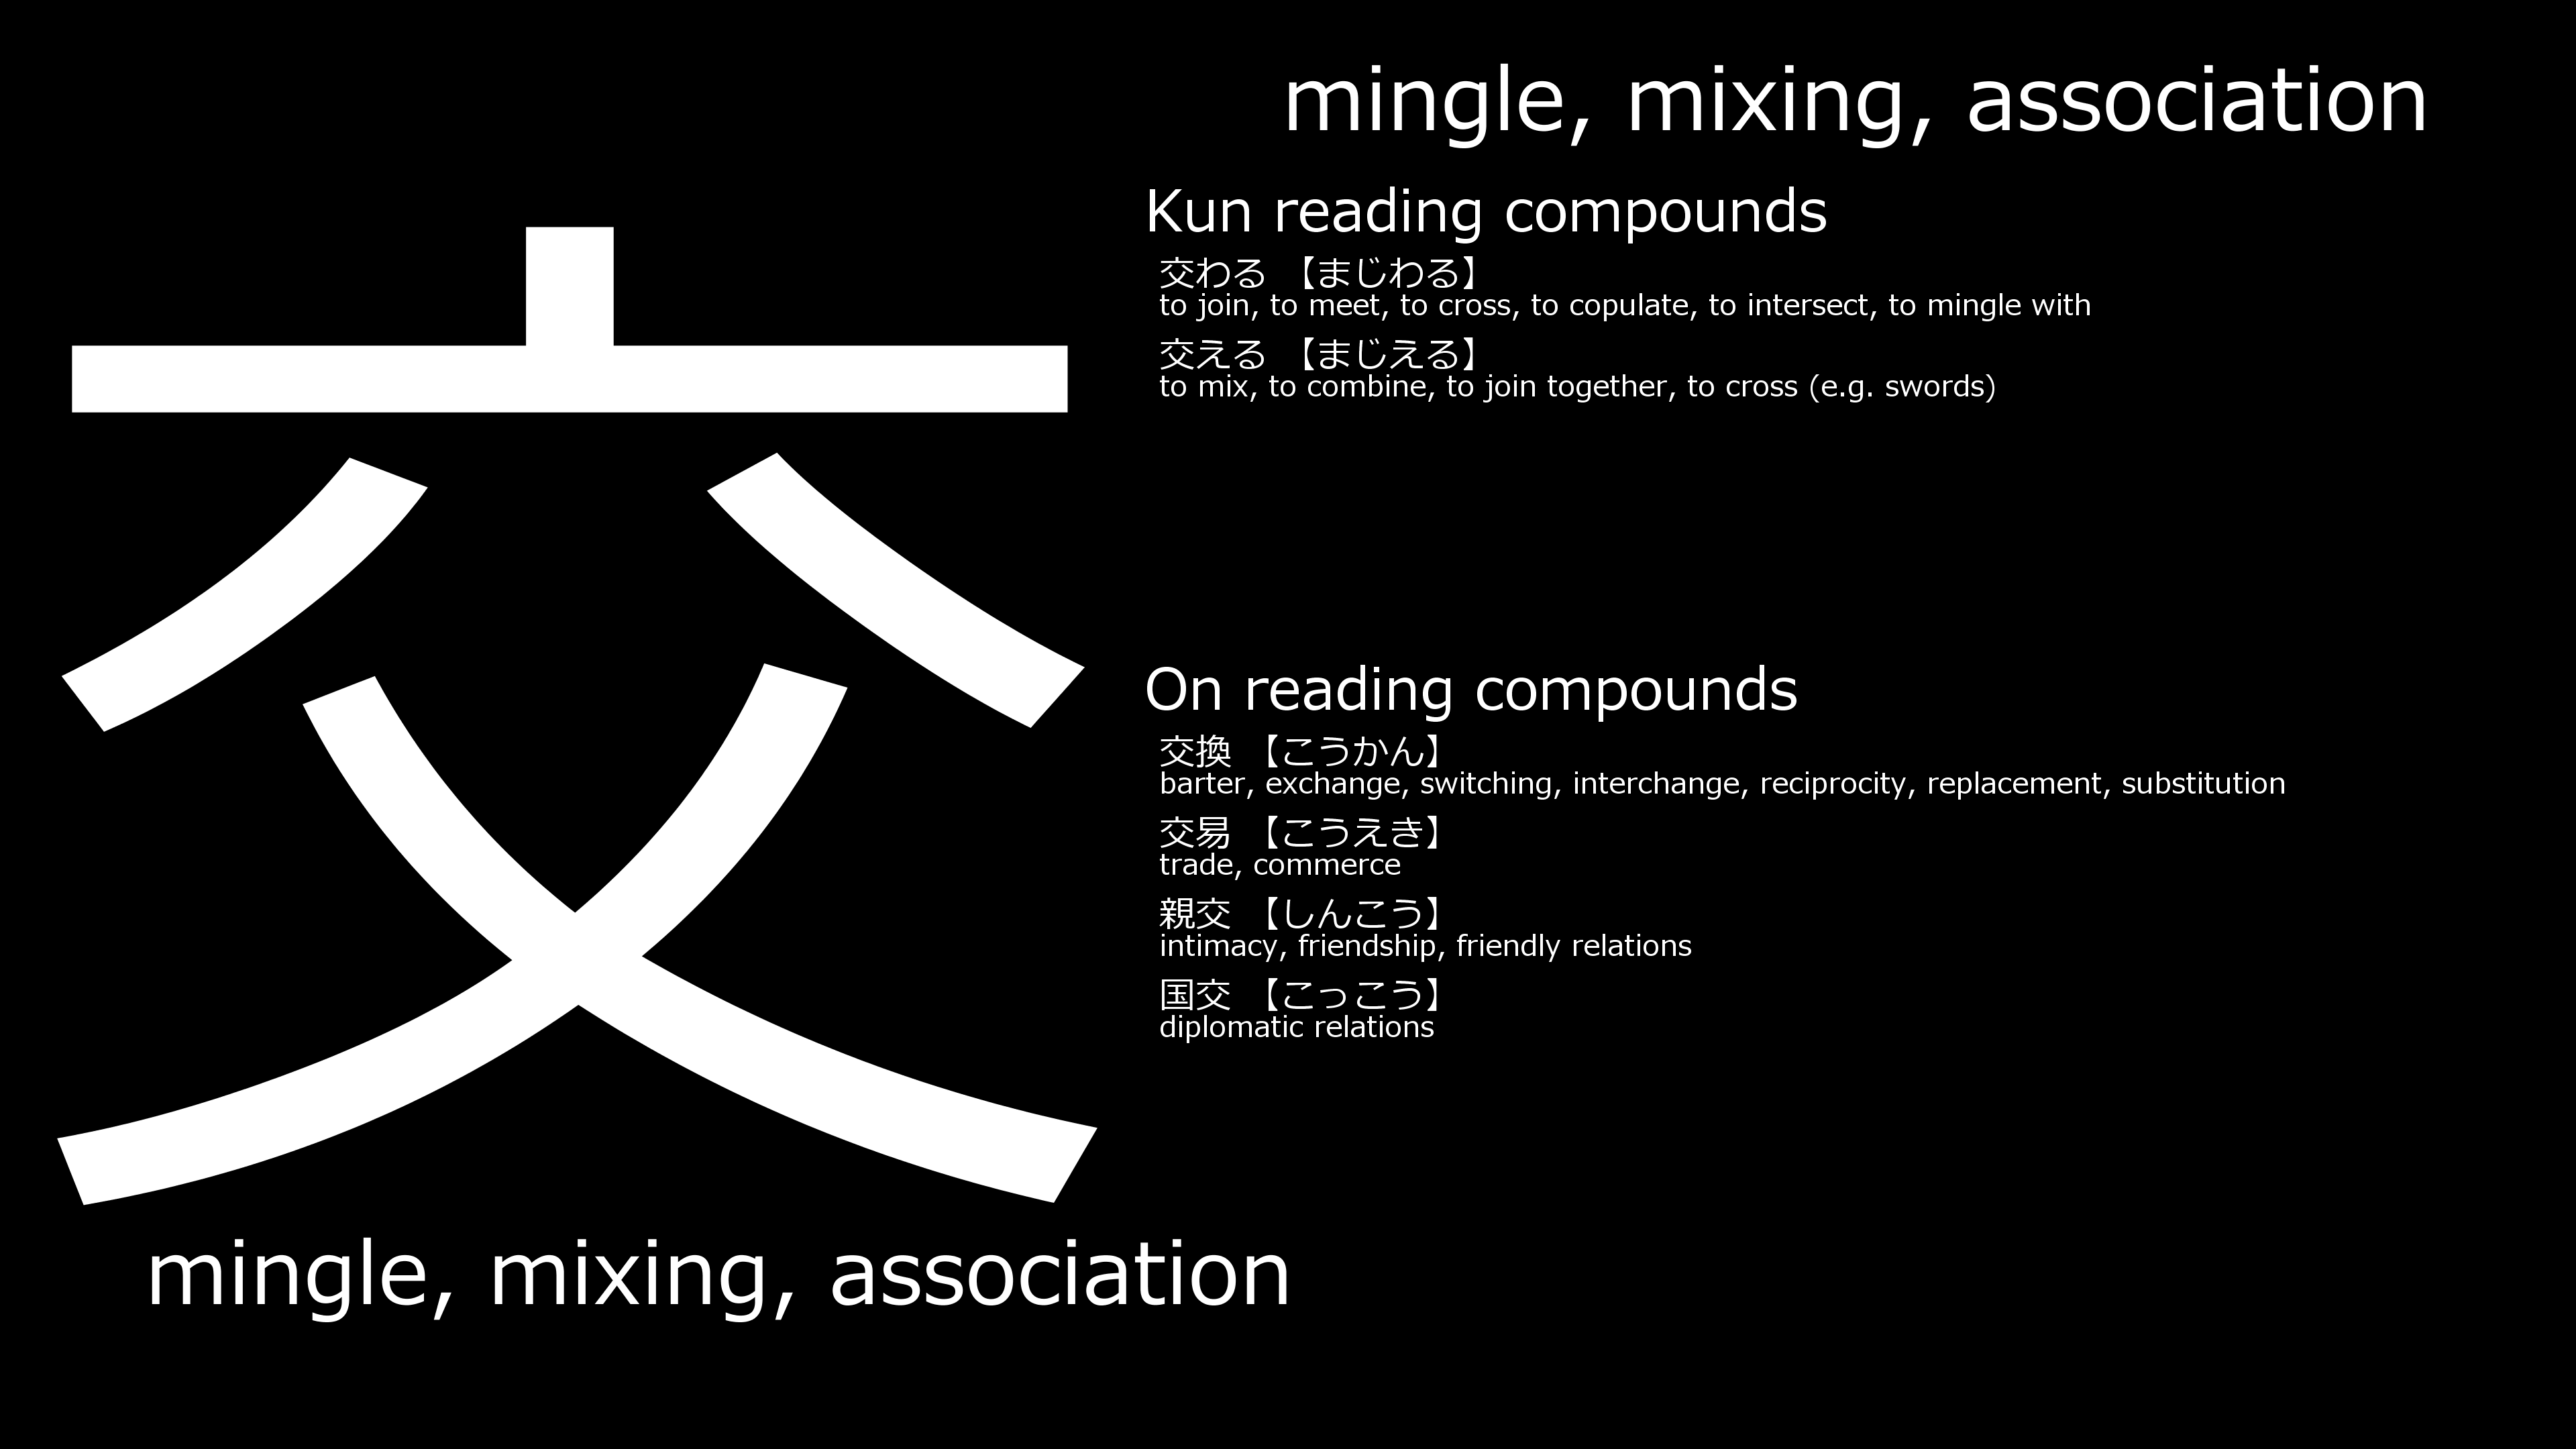 交
mingle, mixing, association
mingle, mixing, association
Kun reading compounds
交わる 【まじわる】
to join, to meet, to cross, to copulate, to intersect, to mingle with
交える 【まじえる】
to mix, to combine, to join together, to cross (e.g. swords)
On reading compounds
交換 【こうかん】
barter, exchange, switching, interchange, reciprocity, replacement, substitution
交易 【こうえき】
trade, commerce
親交 【しんこう】
intimacy, friendship, friendly relations
国交 【こっこう】
diplomatic relations